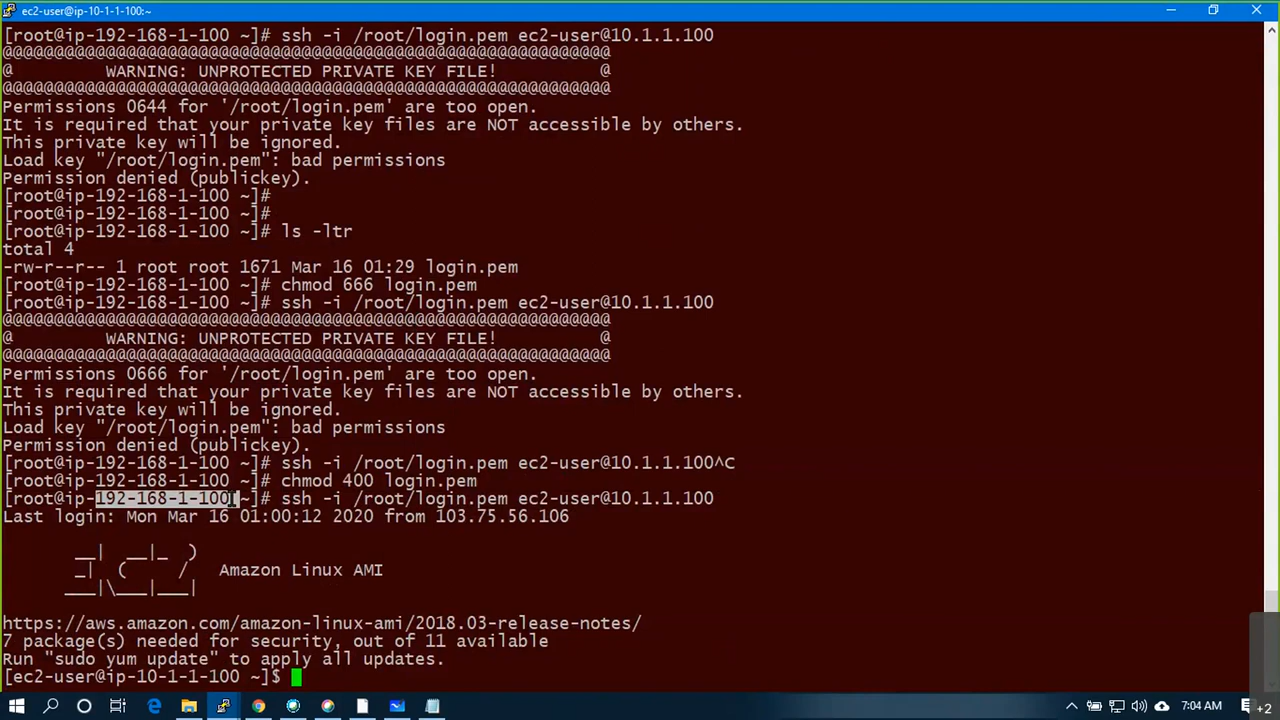 ec2-user@ip-10-1-1-100:~
[root@ip-192-168-1-100 ~]# ssh -i /root/login.pem ec2-user@10.1.1.100
@@@@@@@@@@@@@@@@@@@@@@@@@@@@@@@@@@@@@@@@@@@@@@@@@@@@@@@@@@@
@         WARNING: UNPROTECTED PRIVATE KEY FILE!          @
@@@@@@@@@@@@@@@@@@@@@@@@@@@@@@@@@@@@@@@@@@@@@@@@@@@@@@@@@@@
Permissions 0644 for '/root/login.pem' are too open.
It is required that your private key files are NOT accessible by others.
This private key will be ignored.
Load key "/root/login.pem": bad permissions
Permission denied (publickey).
[root@ip-192-168-1-100 ~]#
[root@ip-192-168-1-100 ~]#
[root@ip-192-168-1-100 ~]# ls -ltr
total 4
-rw-r--r-- 1 root root 1671 Mar 16 01:29 login.pem
[root@ip-192-168-1-100 ~]# chmod 666 login.pem
[root@ip-192-168-1-100 ~]# ssh -i /root/login.pem ec2-user@10.1.1.100
@@@@@@@@@@@@@@@@@@@@@@@@@@@@@@@@@@@@@@@@@@@@@@@@@@@@@@@@@@@
@         WARNING: UNPROTECTED PRIVATE KEY FILE!          @
@@@@@@@@@@@@@@@@@@@@@@@@@@@@@@@@@@@@@@@@@@@@@@@@@@@@@@@@@@@
Permissions 0666 for '/root/login.pem' are too open.
It is required that your private key files are NOT accessible by others.
This private key will be ignored.
Load key "/root/login.pem": bad permissions
Permission denied (publickey).
[root@ip-192-168-1-100 ~]# ssh -i /root/login.pem ec2-user@10.1.1.100^C
[root@ip-192-168-1-100 ~]# chmod 400 login.pem
[root@ip-192-168-1-100 ~]# ssh -i /root/login.pem ec2-user@10.1.1.100
Last login: Mon Mar 16 01:00:12 2020 from 103.75.56.106
       __|  __|_  )
       _|  (     /   Amazon Linux AMI
      ___|\___|___|
https://aws.amazon.com/amazon-linux-ami/2018.03-release-notes/
7 package(s) needed for security, out of 11 available
Run "sudo yum update" to apply all updates.
[ec2-user@ip-10-1-1-100 ~]$
7:04 AM
+2